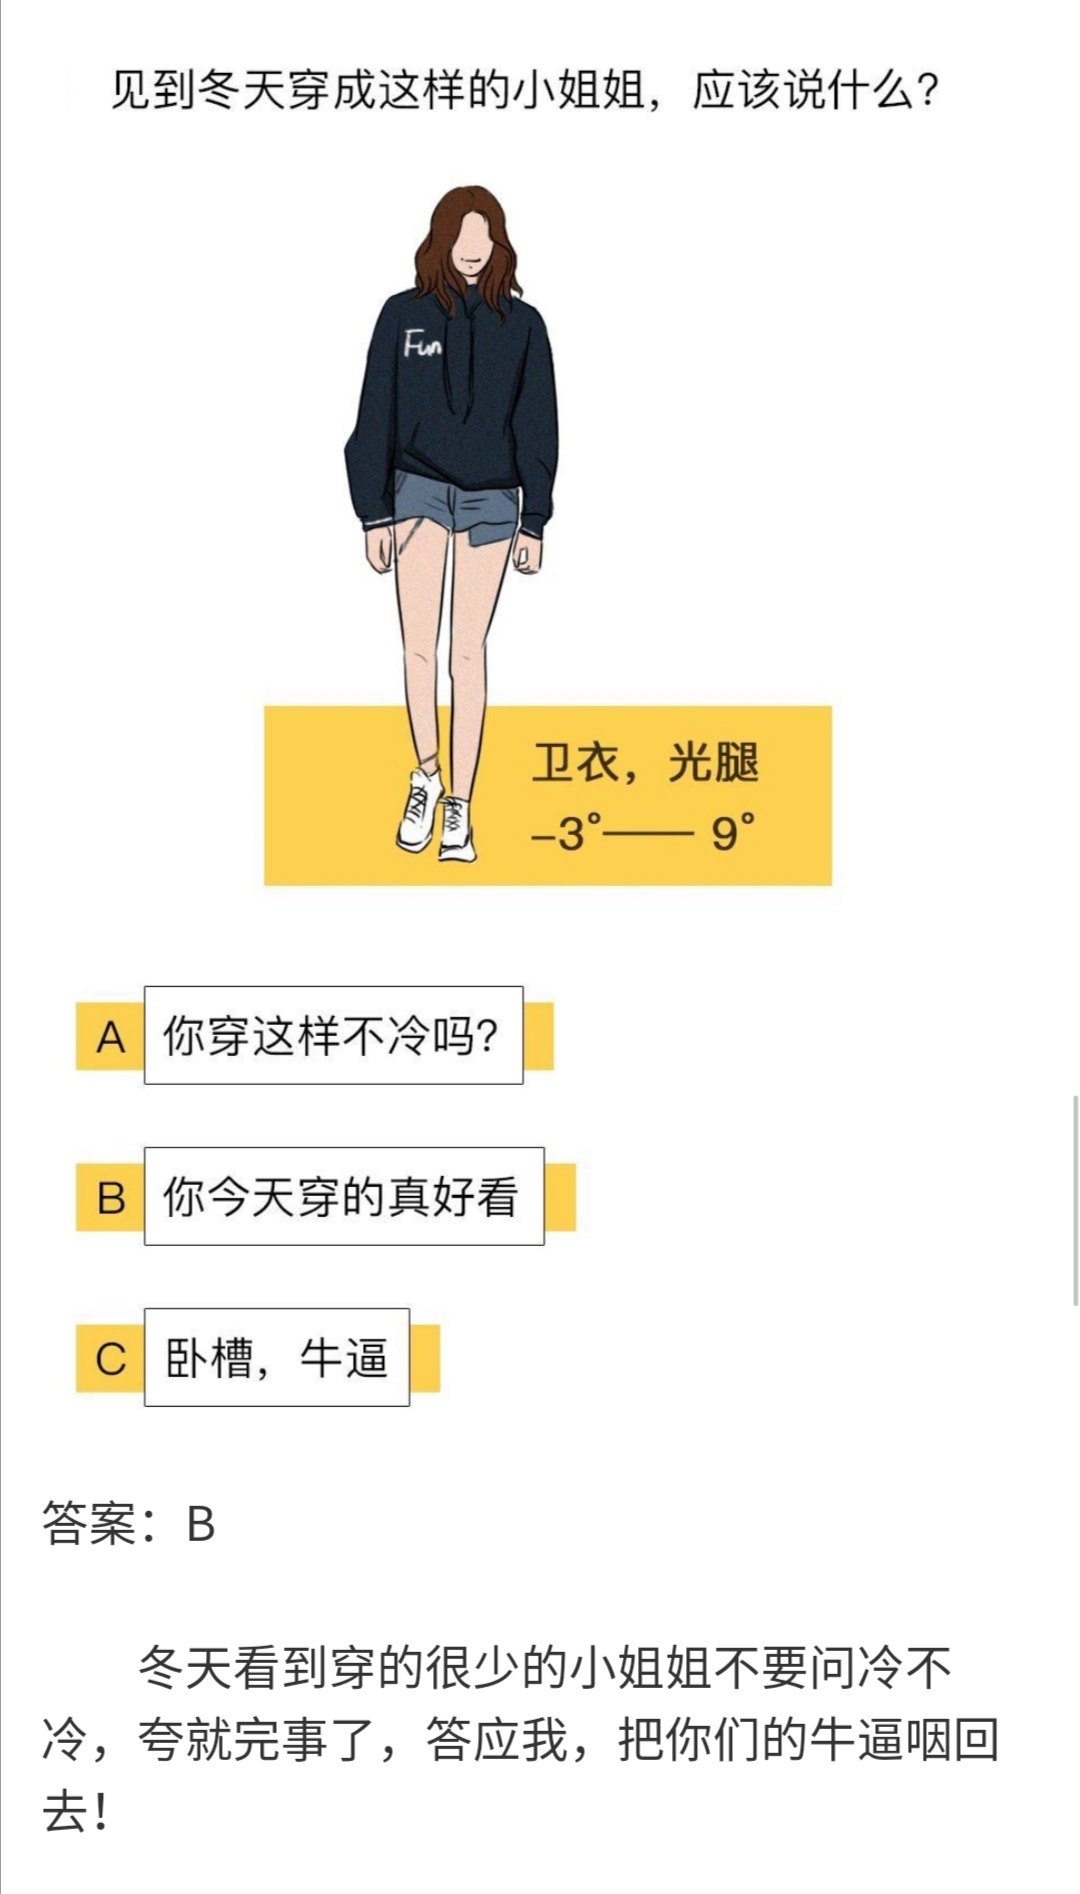 见到冬天穿成这样的小姐姐，应该说什么？
Fun
卫衣，光腿
-3°—— 9°
A 你穿这样不冷吗？
B 你今天穿的真好看
C 卧槽，牛逼
答案：B
冬天看到穿的很少的小姐姐不要问冷不
冷，夸就完事了，答应我，把你们的牛逼咽回
去！